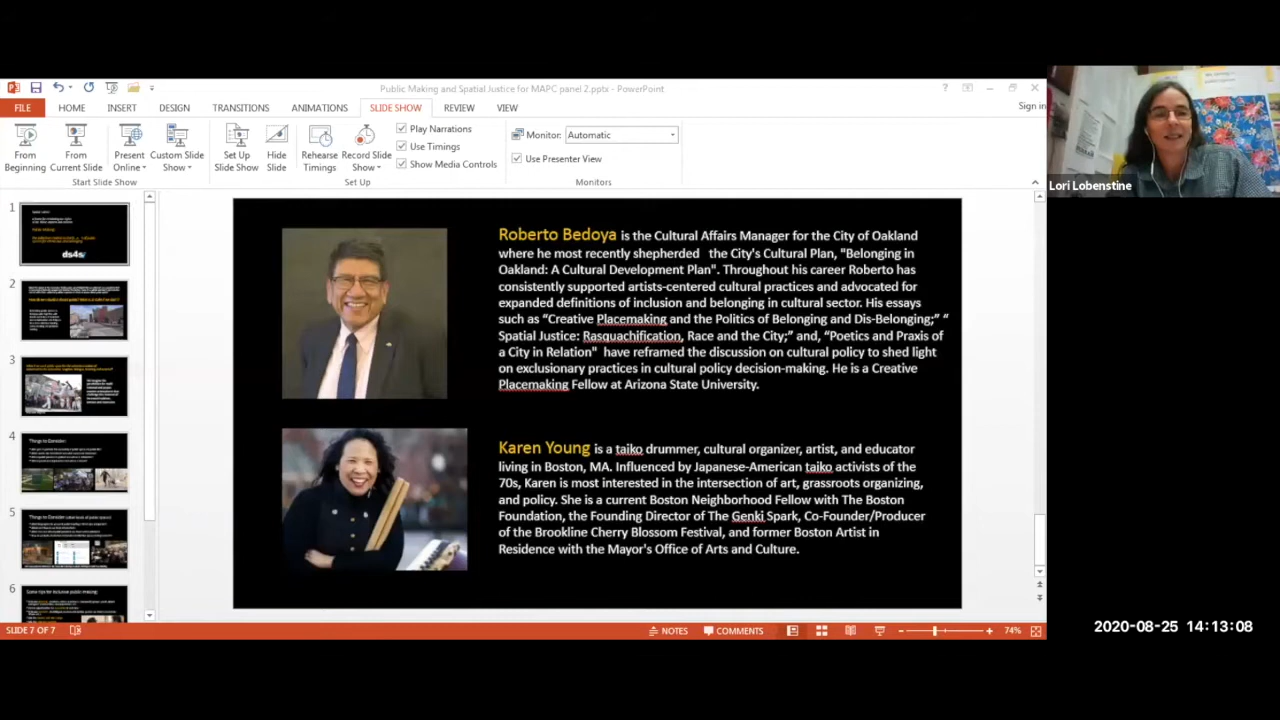 Public Making and Spatial Justice for MAPC panel 2.pptx - PowerPoint
Sign in
FILE HOME INSERT DESIGN TRANSITIONS ANIMATIONS SLIDE SHOW REVIEW VIEW
From Beginning
From Current Slide
Present Online
Custom Slide Show
Set Up Slide Show
Hide Slide
Rehearse Timings
Record Slide Show
Play Narrations
Use Timings
Show Media Controls
Monitor: Automatic
Use Presenter View
Start Slide Show
Set Up
Monitors
Lori Lobenstine
1
ds4si
2
3
4
Things to Consider:
5
6
Roberto Bedoya is the Cultural Affairs Manager for the City of Oakland
where he most recently shepherded the City's Cultural Plan, "Belonging in
Oakland: A Cultural Development Plan". Throughout his career Roberto has
consistently supported artists-centered cultural practices and advocated for
expanded definitions of inclusion and belonging in cultural sector. His essays
such as “Creative Placemaking and the Politics of Belonging and Dis-Belonging;” “
Spatial Justice: Rasquachification, Race and the City;” and, “Poetics and Praxis of
a City in Relation" have reframed the discussion on cultural policy to shed light
on exclusionary practices in cultural policy decision-making. He is a Creative
Placemaking Fellow at Arizona State University.
Karen Young is a taiko drummer, cultural organizer, artist, and educator
living in Boston, MA. Influenced by Japanese-American taiko activists of the
70s, Karen is most interested in the intersection of art, grassroots organizing,
and policy. She is a current Boston Neighborhood Fellow with The Boston
Foundation, the Founding Director of The Genki Spark, Co-Founder/Producer
of the Brookline Cherry Blossom Festival, and former Boston Artist in
Residence with the Mayor's Office of Arts and Culture.
SLIDE 7 OF 7
NOTES
COMMENTS
74%
2020-08-25 14:13:08